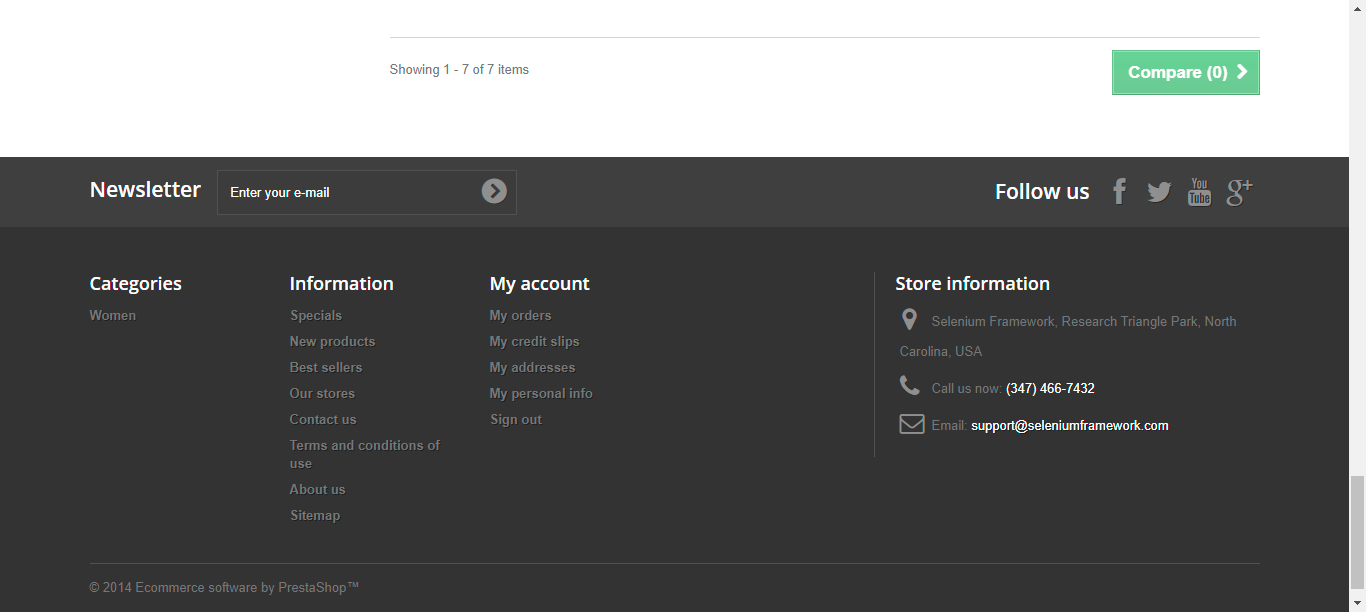 Showing 1 - 7 of 7 items
Compare (0)
Newsletter
Enter your e-mail
Follow us
You
Tube
Categories
Women
Information
Specials
New products
Best sellers
Our stores
Contact us
Terms and conditions of
use
About us
Sitemap
My account
My orders
My credit slips
My addresses
My personal info
Sign out
Store information
Selenium Framework, Research Triangle Park, North
Carolina, USA
Call us now: (347) 466-7432
Email: support@seleniumframework.com
© 2014 Ecommerce software by PrestaShop™